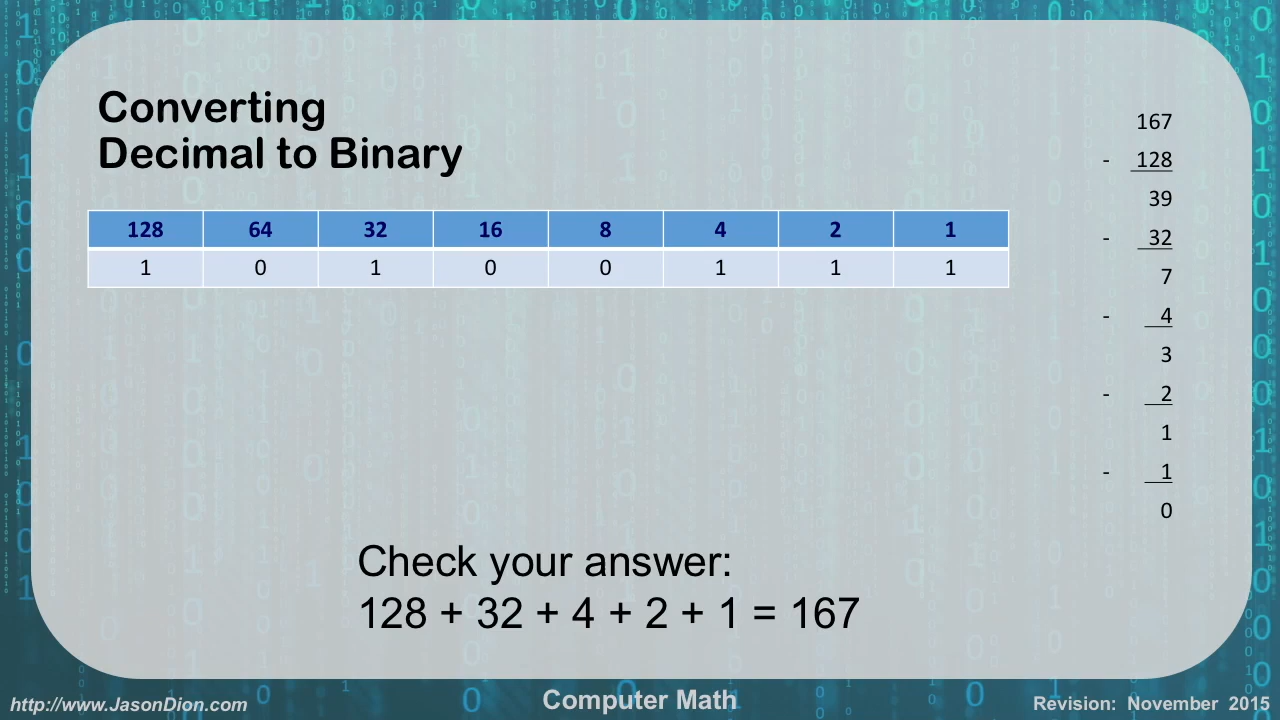 Converting
Decimal to Binary
128 64 32 16 8 4 2 1
1 0 1 0 0 1 1 1
167
- 128
39
- 32
7
- 4
3
- 2
1
- 1
0
Check your answer:
128 + 32 + 4 + 2 + 1 = 167
http://www.JasonDion.com
Computer Math
Revision: November 2015